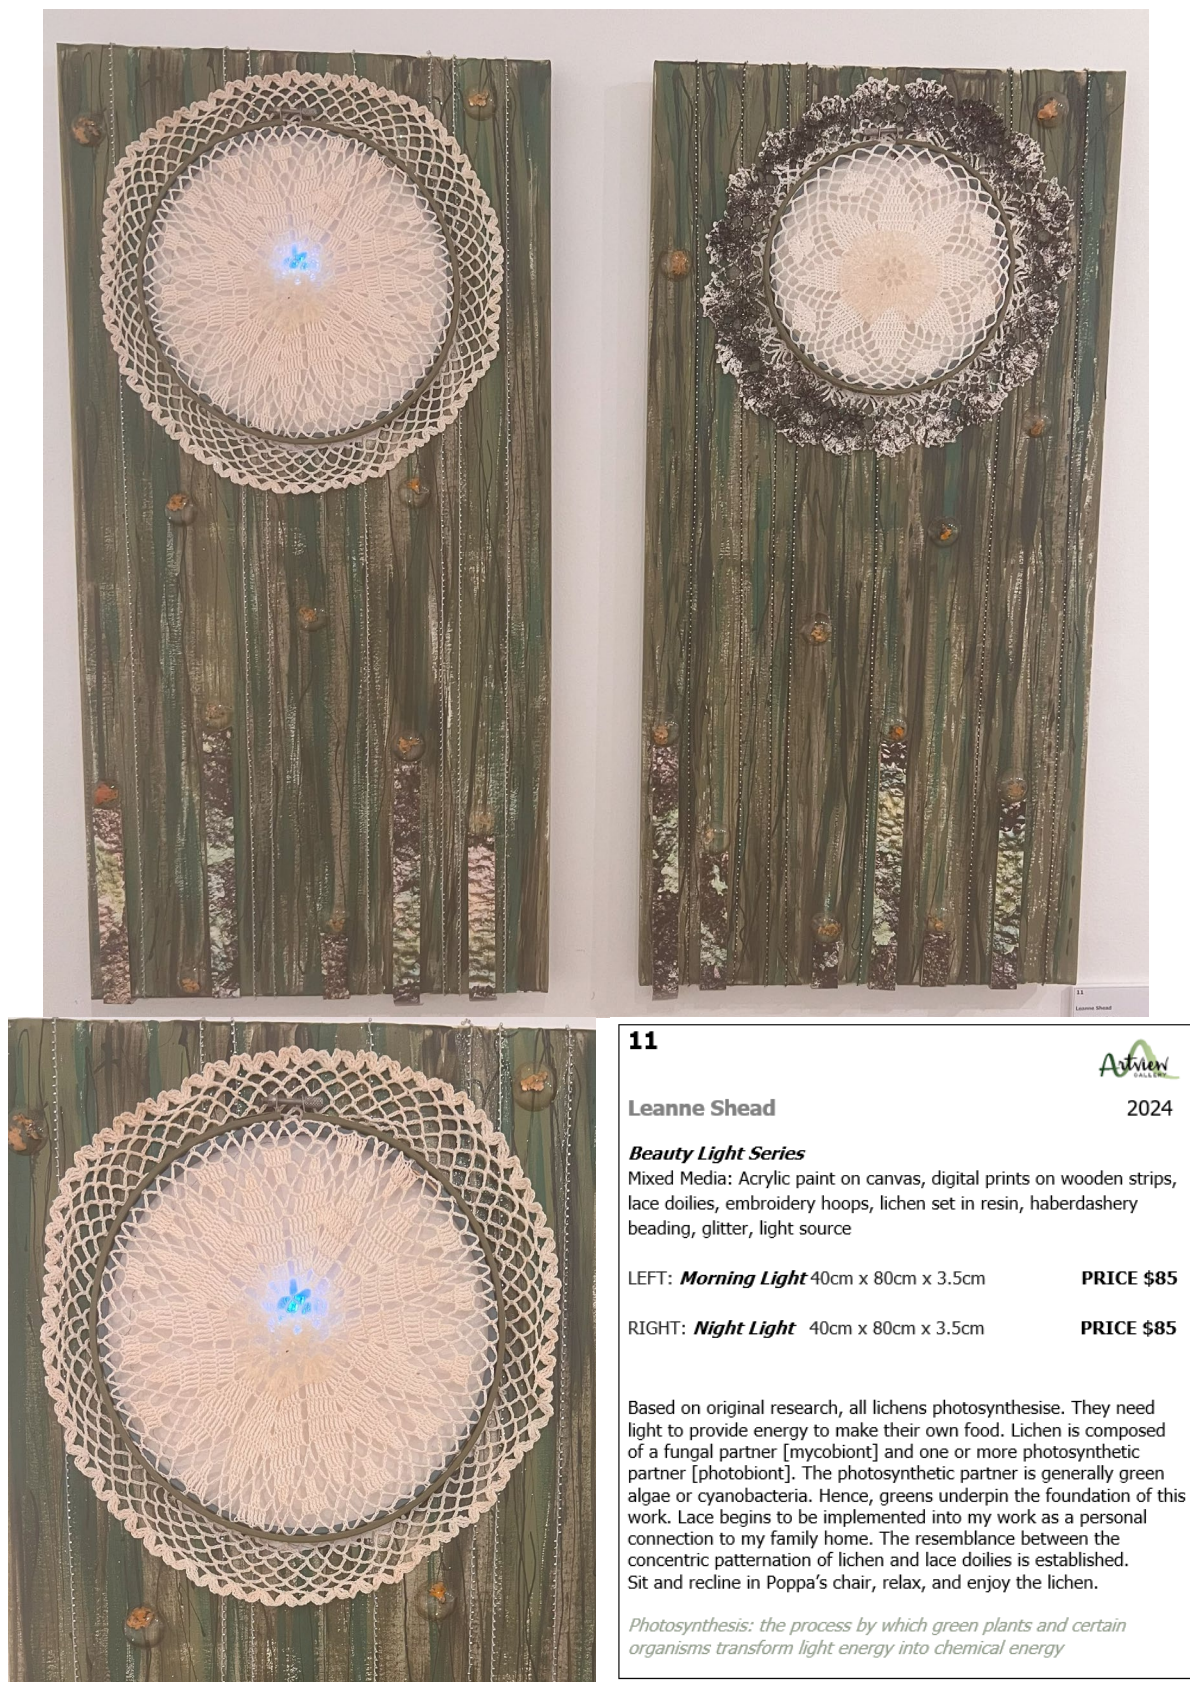 11
Leanne Shead
11
Artview
GALLERY
Leanne Shead 2024
Beauty Light Series
Mixed Media: Acrylic paint on canvas, digital prints on wooden strips,
lace doilies, embroidery hoops, lichen set in resin, haberdashery
beading, glitter, light source
LEFT: Morning Light 40cm x 80cm x 3.5cm PRICE $85
RIGHT: Night Light 40cm x 80cm x 3.5cm PRICE $85
Based on original research, all lichens photosynthesise. They need
light to provide energy to make their own food. Lichen is composed
of a fungal partner [mycobiont] and one or more photosynthetic
partner [photobiont]. The photosynthetic partner is generally green
algae or cyanobacteria. Hence, greens underpin the foundation of this
work. Lace begins to be implemented into my work as a personal
connection to my family home. The resemblance between the
concentric patternation of lichen and lace doilies is established.
Sit and recline in Poppa's chair, relax, and enjoy the lichen.
Photosynthesis: the process by which green plants and certain
organisms transform light energy into chemical energy